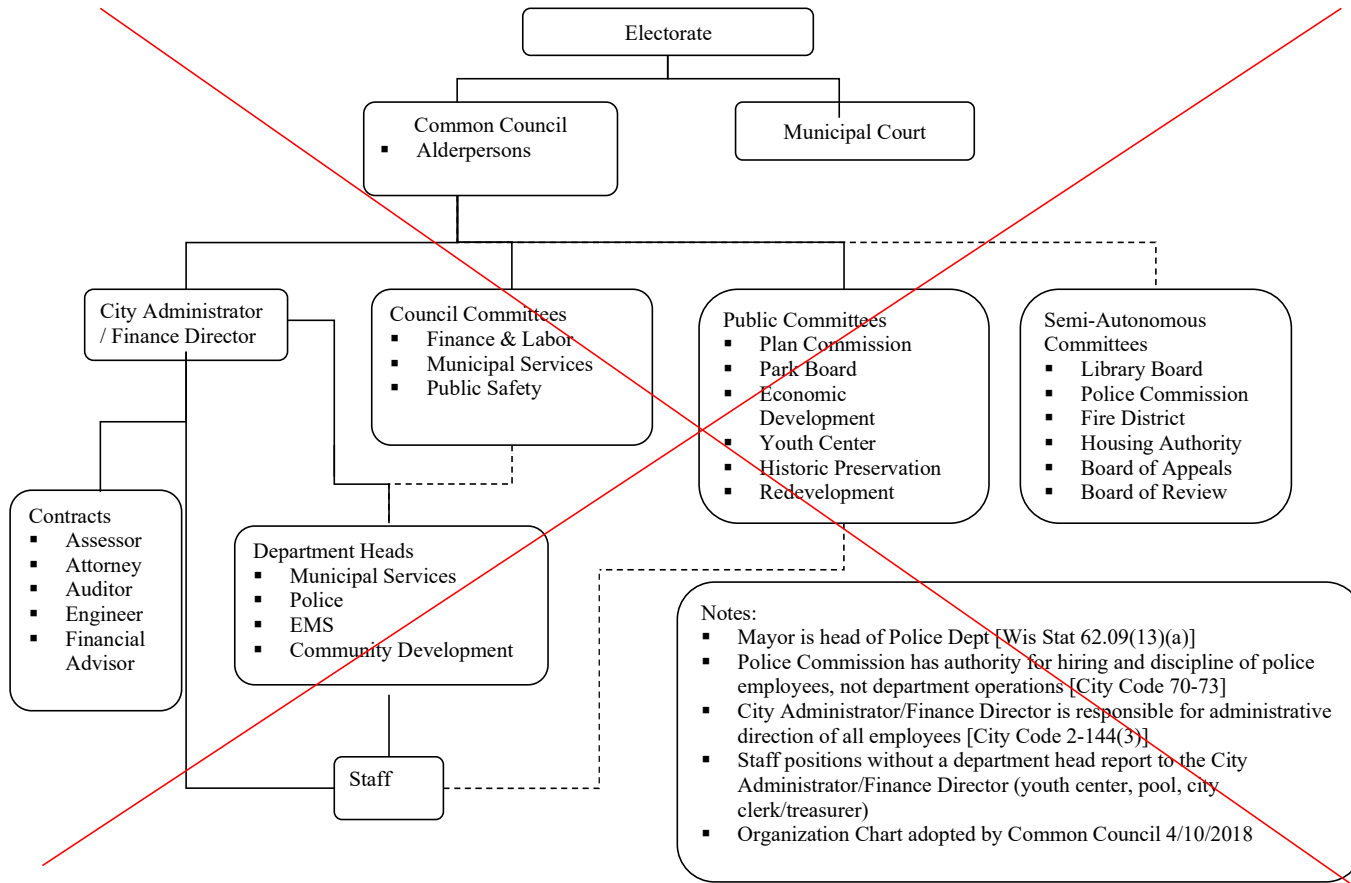 Electorate
Common Council
▪ Alderpersons
Municipal Court
City Administrator
/ Finance Director
Council Committees
▪ Finance & Labor
▪ Municipal Services
▪ Public Safety
Public Committees
▪ Plan Commission
▪ Park Board
▪ Economic
Development
▪ Youth Center
▪ Historic Preservation
▪ Redevelopment
Semi-Autonomous
Committees
▪ Library Board
▪ Police Commission
▪ Fire District
▪ Housing Authority
▪ Board of Appeals
▪ Board of Review
Contracts
▪ Assessor
▪ Attorney
▪ Auditor
▪ Engineer
▪ Financial
Advisor
Department Heads
▪ Municipal Services
▪ Police
▪ EMS
▪ Community Development
Staff
Notes:
▪ Mayor is head of Police Dept [Wis Stat 62.09(13)(a)]
▪ Police Commission has authority for hiring and discipline of police
employees, not department operations [City Code 70-73]
▪ City Administrator/Finance Director is responsible for administrative
direction of all employees [City Code 2-144(3)]
▪ Staff positions without a department head report to the City
Administrator/Finance Director (youth center, pool, city
clerk/treasurer)
▪ Organization Chart adopted by Common Council 4/10/2018